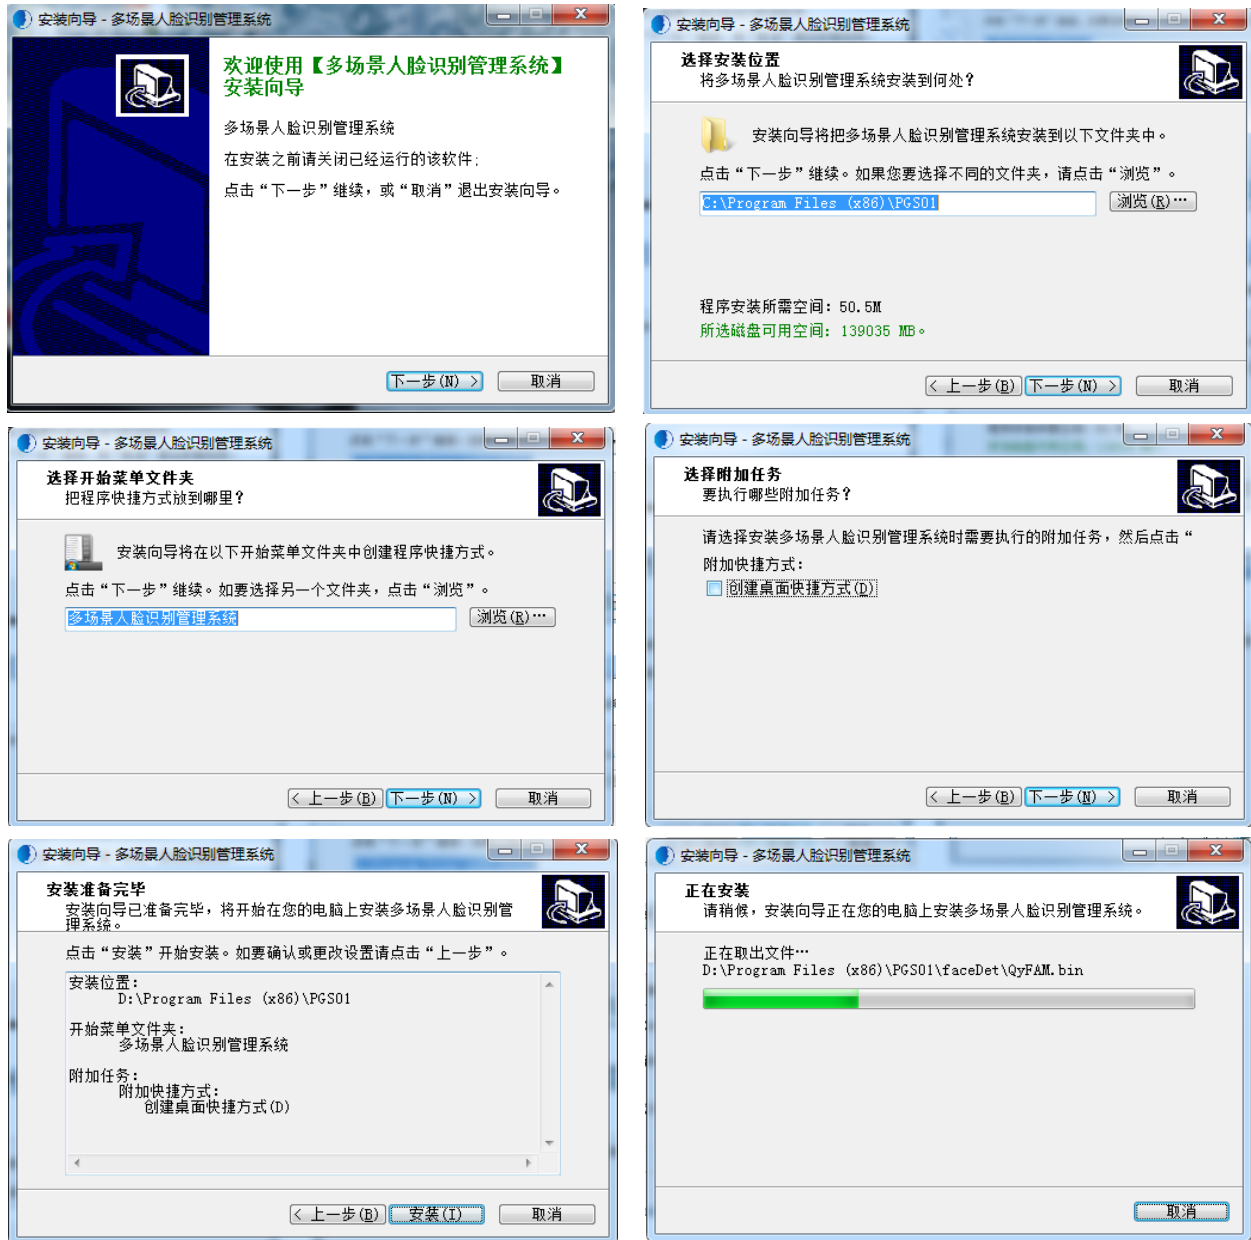 安装向导 - 多场景人脸识别管理系统
欢迎使用【多场景人脸识别管理系统】
安装向导
多场景人脸识别管理系统
在安装之前请关闭已经运行的该软件;
点击“下一步”继续，或“取消”退出安装向导。
下一步(N) >
取消
安装向导 - 多场景人脸识别管理系统
选择安装位置
将多场景人脸识别管理系统安装到何处?
安装向导将把多场景人脸识别管理系统安装到以下文件夹中。
点击“下一步”继续。如果您要选择不同的文件夹，请点击“浏览”。
C:\Program Files (x86)\PGS01
浏览(R)…
程序安装所需空间: 50.5M
所选磁盘可用空间: 139035 MB。
< 上一步(B)
下一步(N) >
取消
安装向导 - 多场景人脸识别管理系统
选择开始菜单文件夹
把程序快捷方式放到哪里?
安装向导将在以下开始菜单文件夹中创建程序快捷方式。
点击“下一步”继续。如要选择另一个文件夹，点击“浏览”。
多场景人脸识别管理系统
浏览(R)…
< 上一步(B)
下一步(N) >
取消
安装向导 - 多场景人脸识别管理系统
选择附加任务
要执行哪些附加任务?
请选择安装多场景人脸识别管理系统时需要执行的附加任务，然后点击“
附加快捷方式:
创建桌面快捷方式(D)
< 上一步(B)
下一步(N) >
取消
安装向导 - 多场景人脸识别管理系统
安装准备完毕
安装向导已准备完毕，将开始在您的电脑上安装多场景人脸识别管
理系统。
点击“安装”开始安装。如要确认或更改设置请点击“上一步”。
安装位置:
D:\Program Files (x86)\PGS01
开始菜单文件夹:
多场景人脸识别管理系统
附加任务:
附加快捷方式:
创建桌面快捷方式(D)
< 上一步(B)
安装(I)
取消
安装向导 - 多场景人脸识别管理系统
正在安装
请稍候，安装向导正在您的电脑上安装多场景人脸识别管理系统。
正在取出文件…
D:\Program Files (x86)\PGS01\faceDet\QyFAM.bin
取消